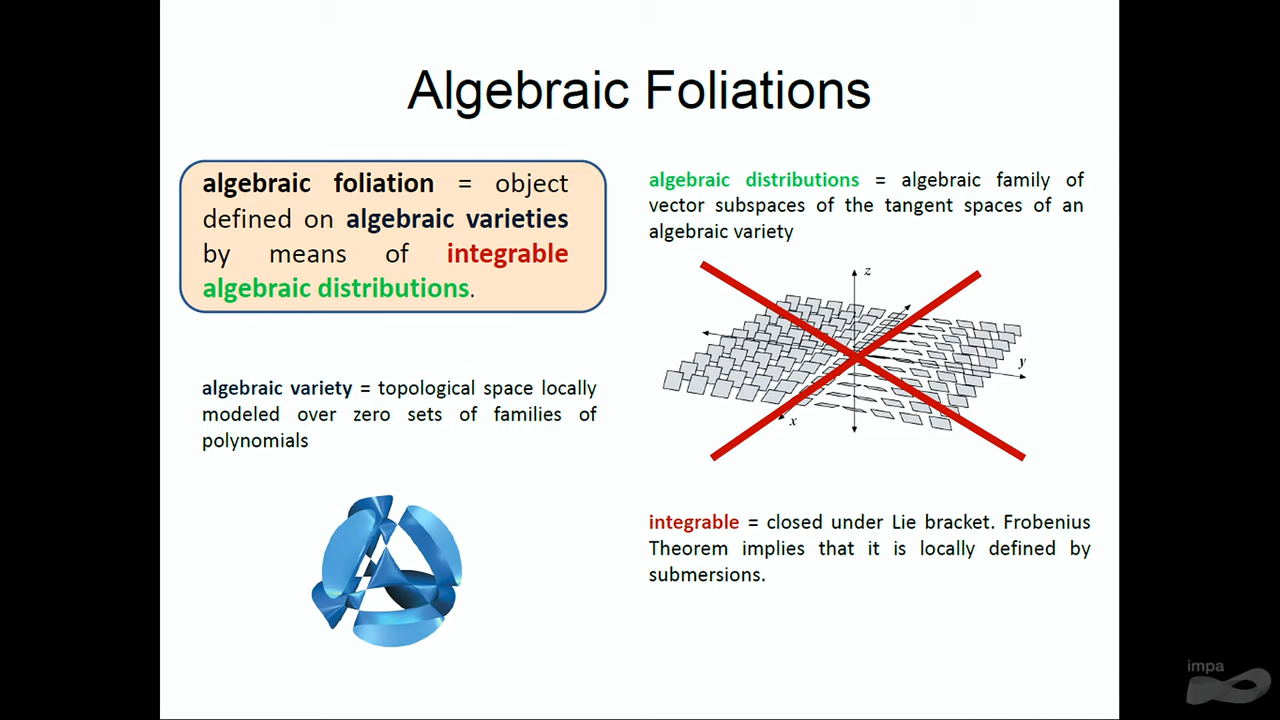 Algebraic Foliations
algebraic foliation = object
defined on algebraic varieties
by means of integrable
algebraic distributions.
algebraic variety = topological space locally
modeled over zero sets of families of
polynomials
algebraic distributions = algebraic family of
vector subspaces of the tangent spaces of an
algebraic variety
z
y
x
integrable = closed under Lie bracket. Frobenius
Theorem implies that it is locally defined by
submersions.
impa